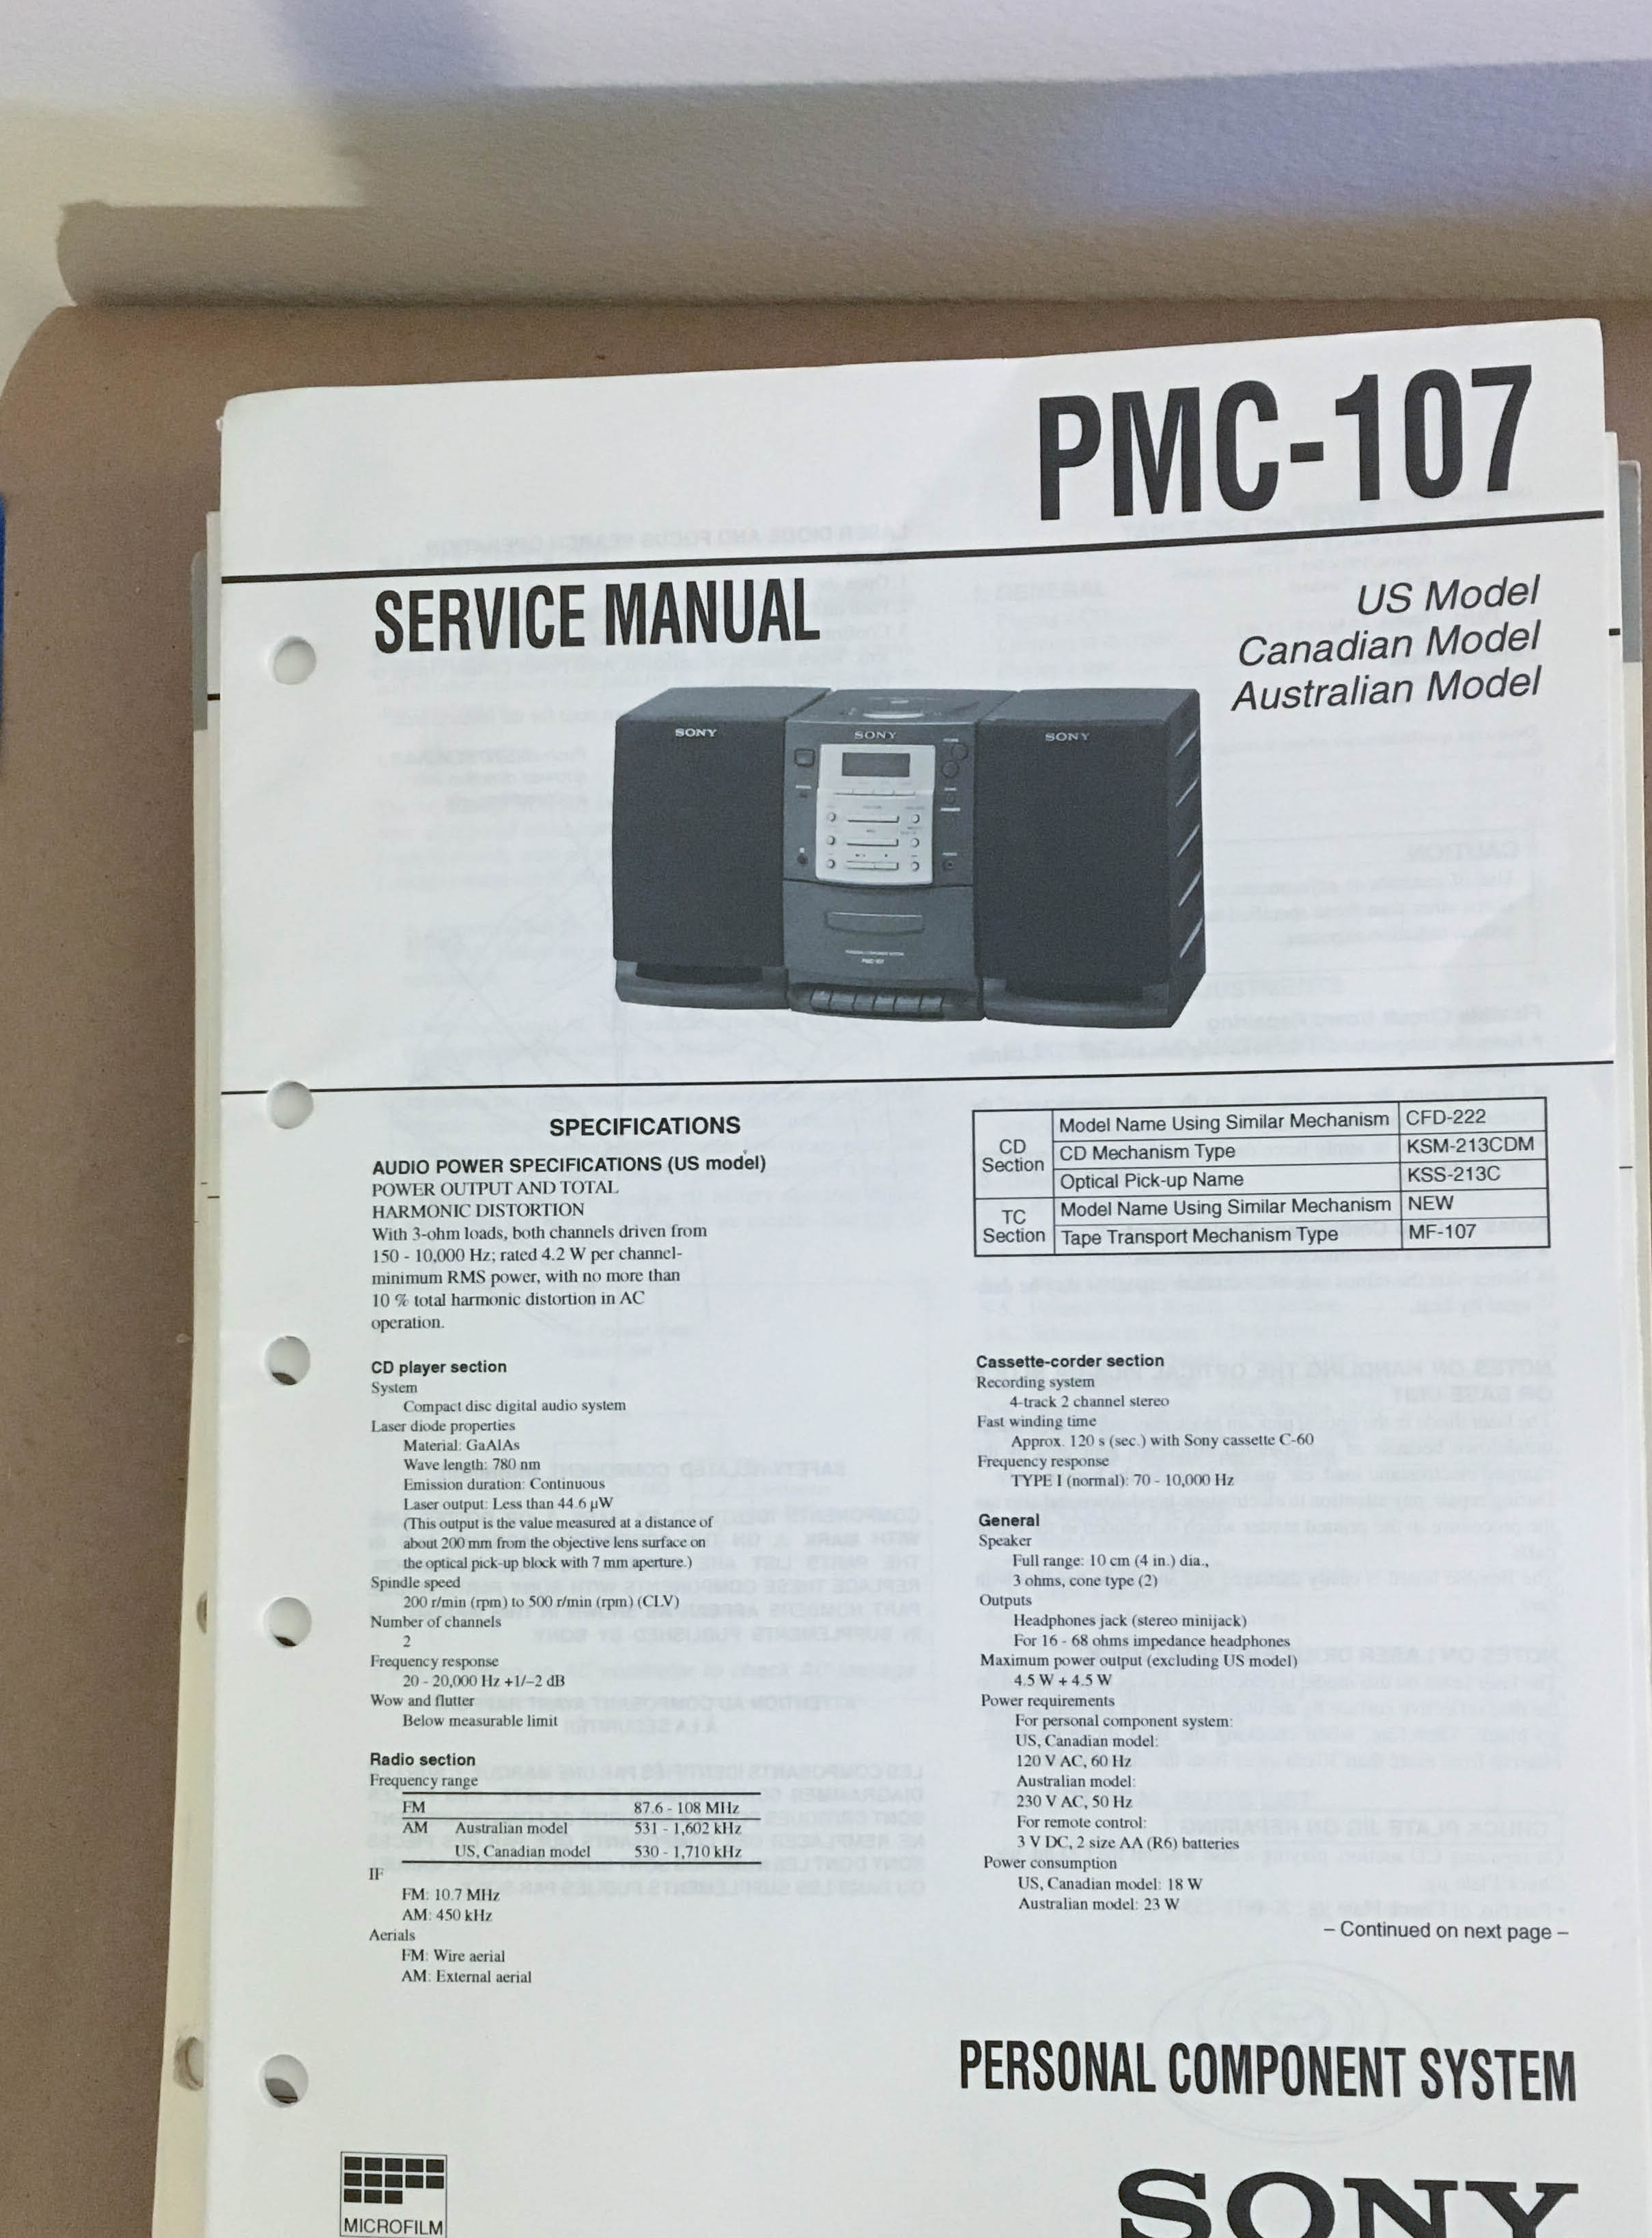 PMC-107
SERVICE MANUAL
US Model
Canadian Model
Australian Model
SONY
SONY
SONY
PMC-107
SPECIFICATIONS
AUDIO POWER SPECIFICATIONS (US model)
POWER OUTPUT AND TOTAL
HARMONIC DISTORTION
With 3-ohm loads, both channels driven from
150 - 10,000 Hz; rated 4.2 W per channel-
minimum RMS power, with no more than
10 % total harmonic distortion in AC
operation.
CD player section
System
Compact disc digital audio system
Laser diode properties
Material: GaAlAs
Wave length: 780 nm
Emission duration: Continuous
Laser output: Less than 44.6 µW
(This output is the value measured at a distance of
about 200 mm from the objective lens surface on
the optical pick-up block with 7 mm aperture.)
Spindle speed
200 r/min (rpm) to 500 r/min (rpm) (CLV)
Number of channels
2
Frequency response
20 - 20,000 Hz +1/–2 dB
Wow and flutter
Below measurable limit
Radio section
Frequency range
FM 87.6 - 108 MHz
AM Australian model 531 - 1,602 kHz
US, Canadian model 530 - 1,710 kHz
IF
FM: 10.7 MHz
AM: 450 kHz
Aerials
FM: Wire aerial
AM: External aerial
CD Section
Model Name Using Similar Mechanism CFD-222
CD Mechanism Type KSM-213CDM
Optical Pick-up Name KSS-213C
TC Section
Model Name Using Similar Mechanism NEW
Tape Transport Mechanism Type MF-107
Cassette-corder section
Recording system
4-track 2 channel stereo
Fast winding time
Approx. 120 s (sec.) with Sony cassette C-60
Frequency response
TYPE I (normal): 70 - 10,000 Hz
General
Speaker
Full range: 10 cm (4 in.) dia.,
3 ohms, cone type (2)
Outputs
Headphones jack (stereo minijack)
For 16 - 68 ohms impedance headphones
Maximum power output (excluding US model)
4.5 W + 4.5 W
Power requirements
For personal component system:
US, Canadian model:
120 V AC, 60 Hz
Australian model:
230 V AC, 50 Hz
For remote control:
3 V DC, 2 size AA (R6) batteries
Power consumption
US, Canadian model: 18 W
Australian model: 23 W
– Continued on next page –
PERSONAL COMPONENT SYSTEM
MICROFILM
SONY